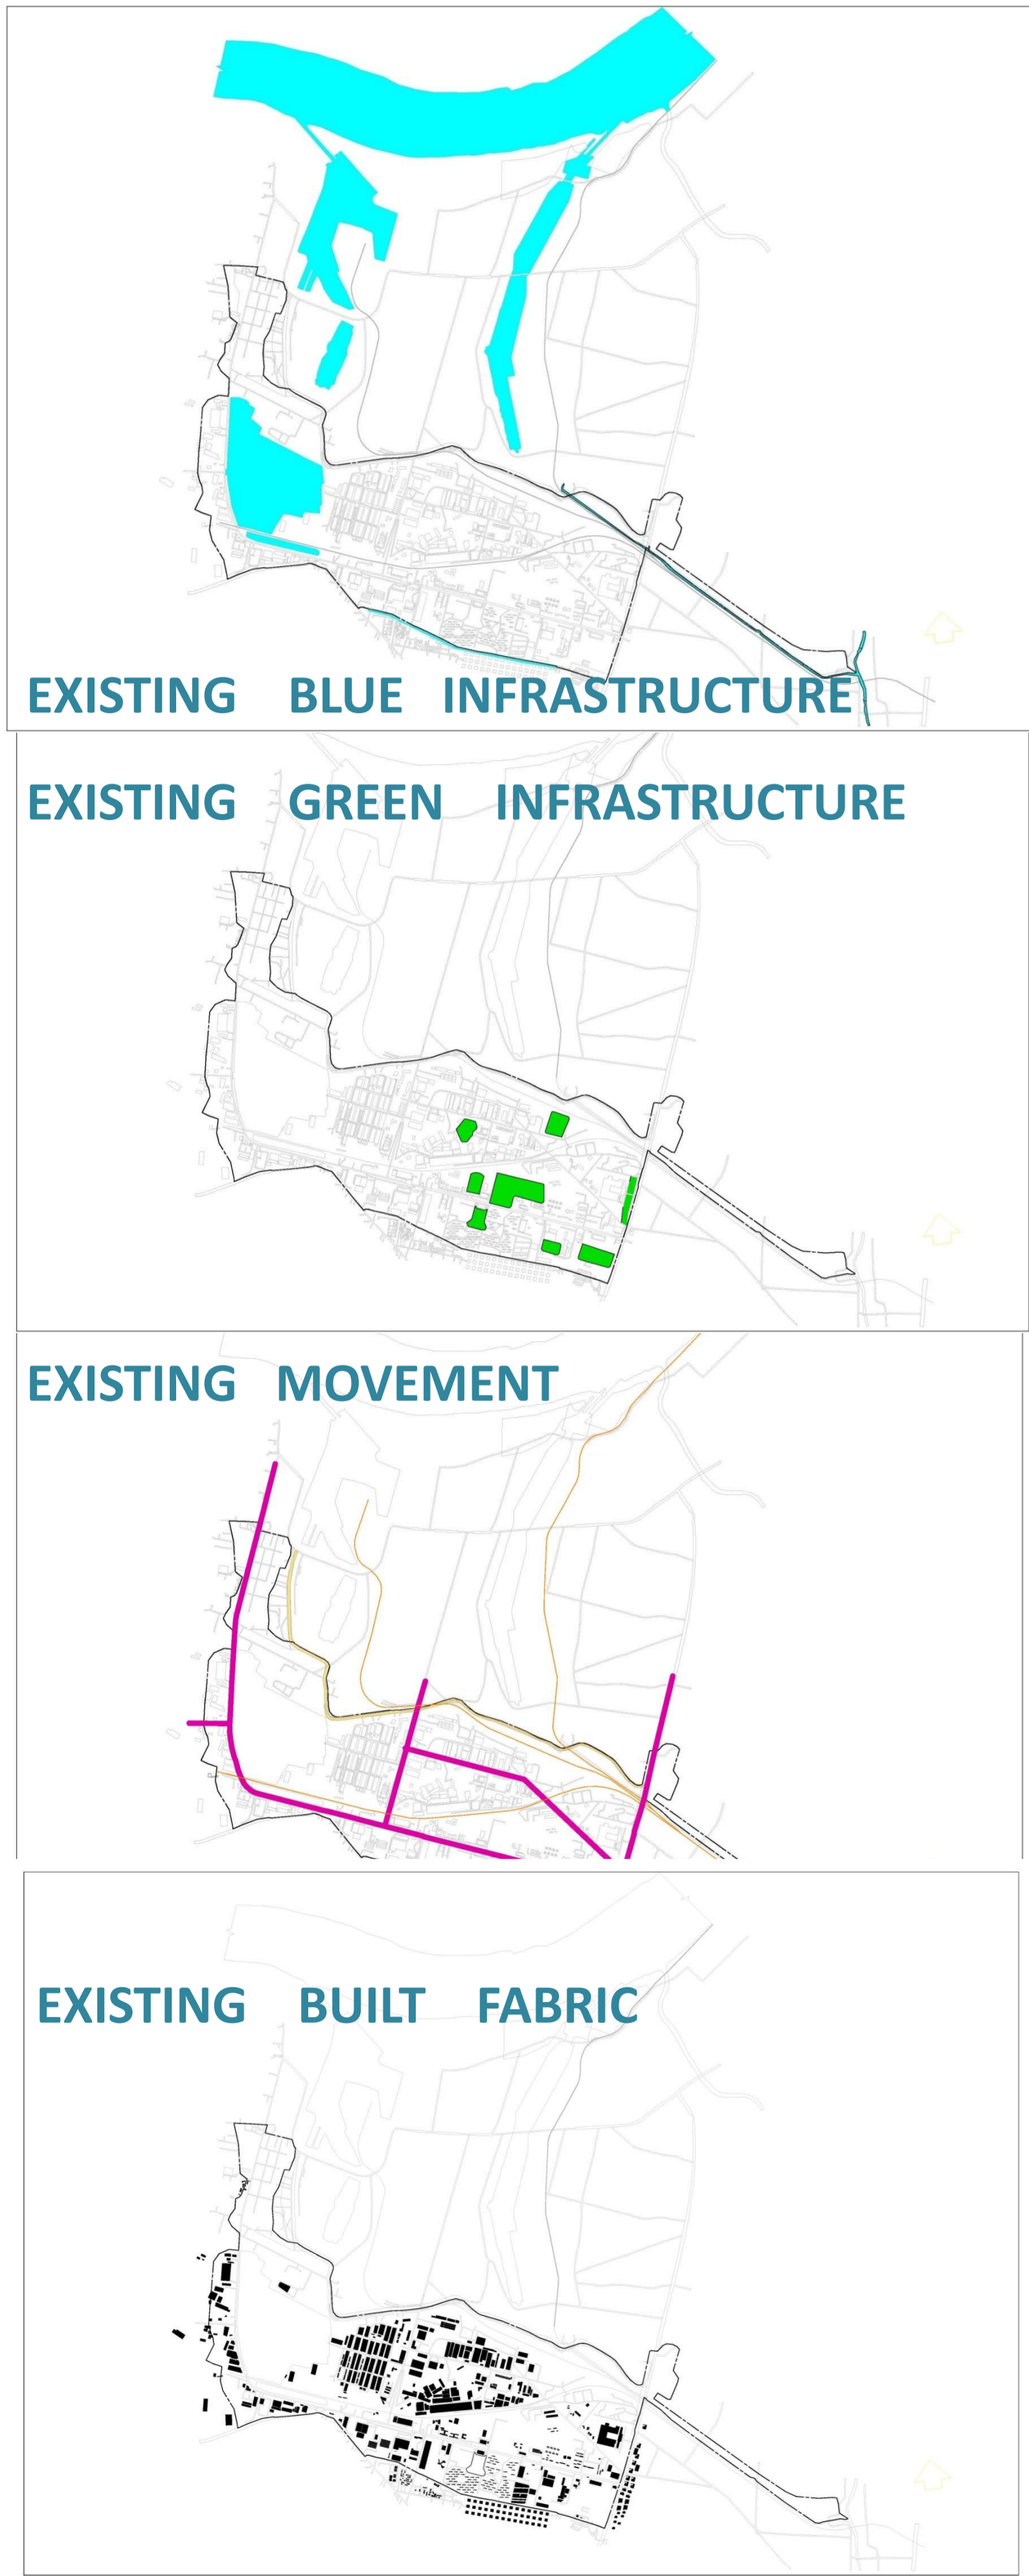 EXISTING BLUE INFRASTRUCTURE
EXISTING GREEN INFRASTRUCTURE
EXISTING MOVEMENT
EXISTING BUILT FABRIC